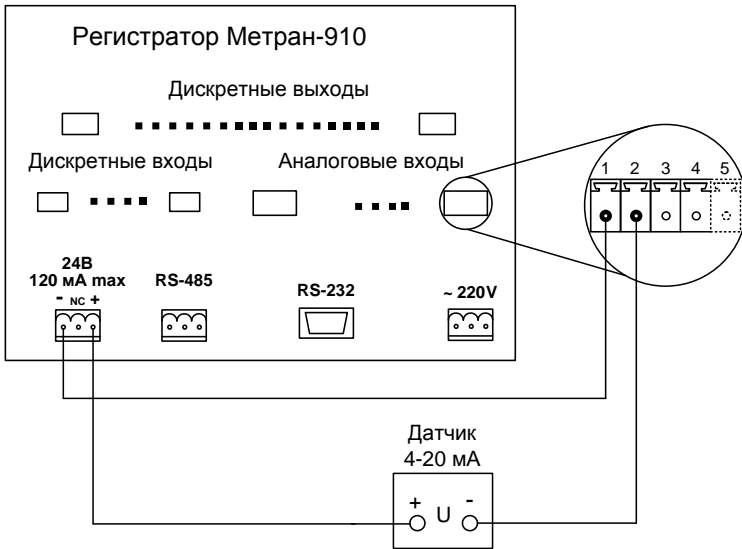 Регистратор Метран-910
Дискретные выходы
Дискретные входы
Аналоговые входы
1 2 3 4 5
24В
120 мА max
- NC +
RS-485
RS-232
~ 220V
Датчик
4-20 мА
+ U -